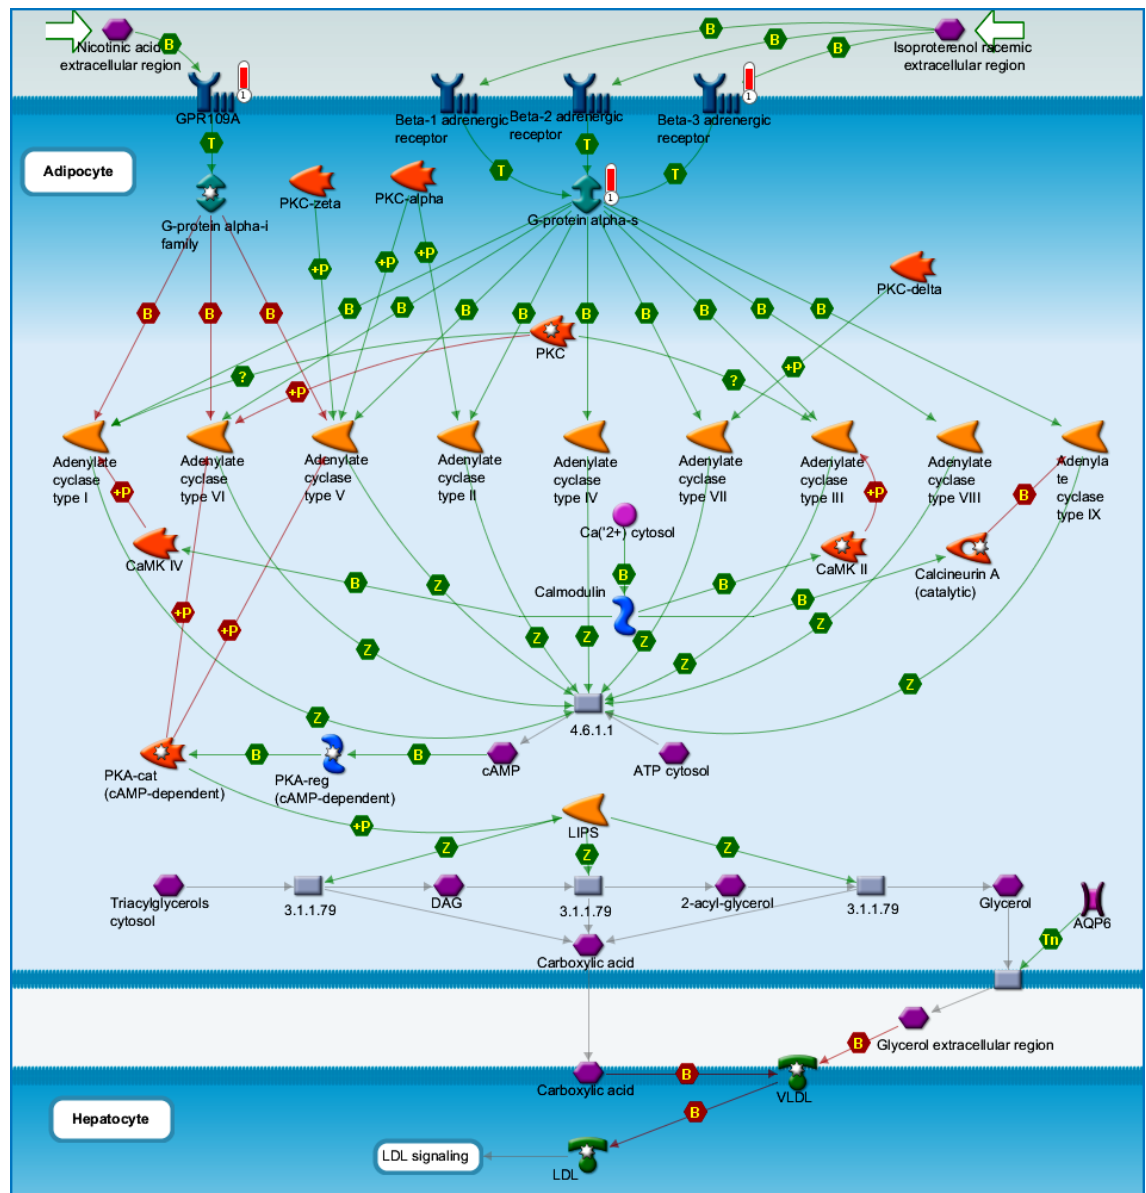 Nicotinic acid
extracellular region
B
B
B
B
Isoproterenol racemic
extracellular region
1
1
GPR109A
Beta-1 adrenergic
receptor
Beta-2 adrenergic
receptor
Beta-3 adrenergic
receptor
T
T
T
T
1
Adipocyte
PKC-zeta
PKC-alpha
G-protein alpha-i
family
G-protein alpha-s
+P
+P
+P
PKC-delta
B
B
B
B
B
B
B
B
B
B
B
B
PKC
?
+P
?
+P
Adenylate
cyclase
type I
Adenylate
cyclase
type VI
Adenylate
cyclase
type V
Adenylate
cyclase
type II
Adenylate
cyclase
type IV
Adenylate
cyclase
type VII
Adenylate
cyclase
type III
Adenylate
cyclase
type VIII
Adenyla
te
cyclase
type IX
+P
+P
B
Ca('2+) cytosol
CaMK IV
B
Z
B
Calmodulin
B
CaMK II
B
Calcineurin A
(catalytic)
+P
+P
Z
Z
Z
Z
Z
Z
Z
Z
4.6.1.1
PKA-cat
(cAMP-dependent)
B
PKA-reg
(cAMP-dependent)
B
cAMP
ATP cytosol
+P
LIPS
Z
Z
Z
Triacylglycerols
cytosol
3.1.1.79
DAG
3.1.1.79
2-acyl-glycerol
3.1.1.79
Glycerol
AQP6
Tn
Carboxylic acid
B
Glycerol extracellular region
Carboxylic acid
B
VLDL
B
Hepatocyte
LDL signaling
LDL